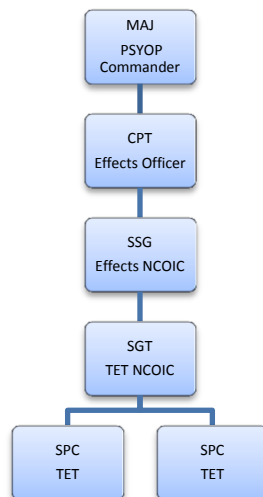 MAJ
PSYOP
Commander
CPT
Effects Officer
SSG
Effects NCOIC
SGT
TET NCOIC
SPC
TET
SPC
TET